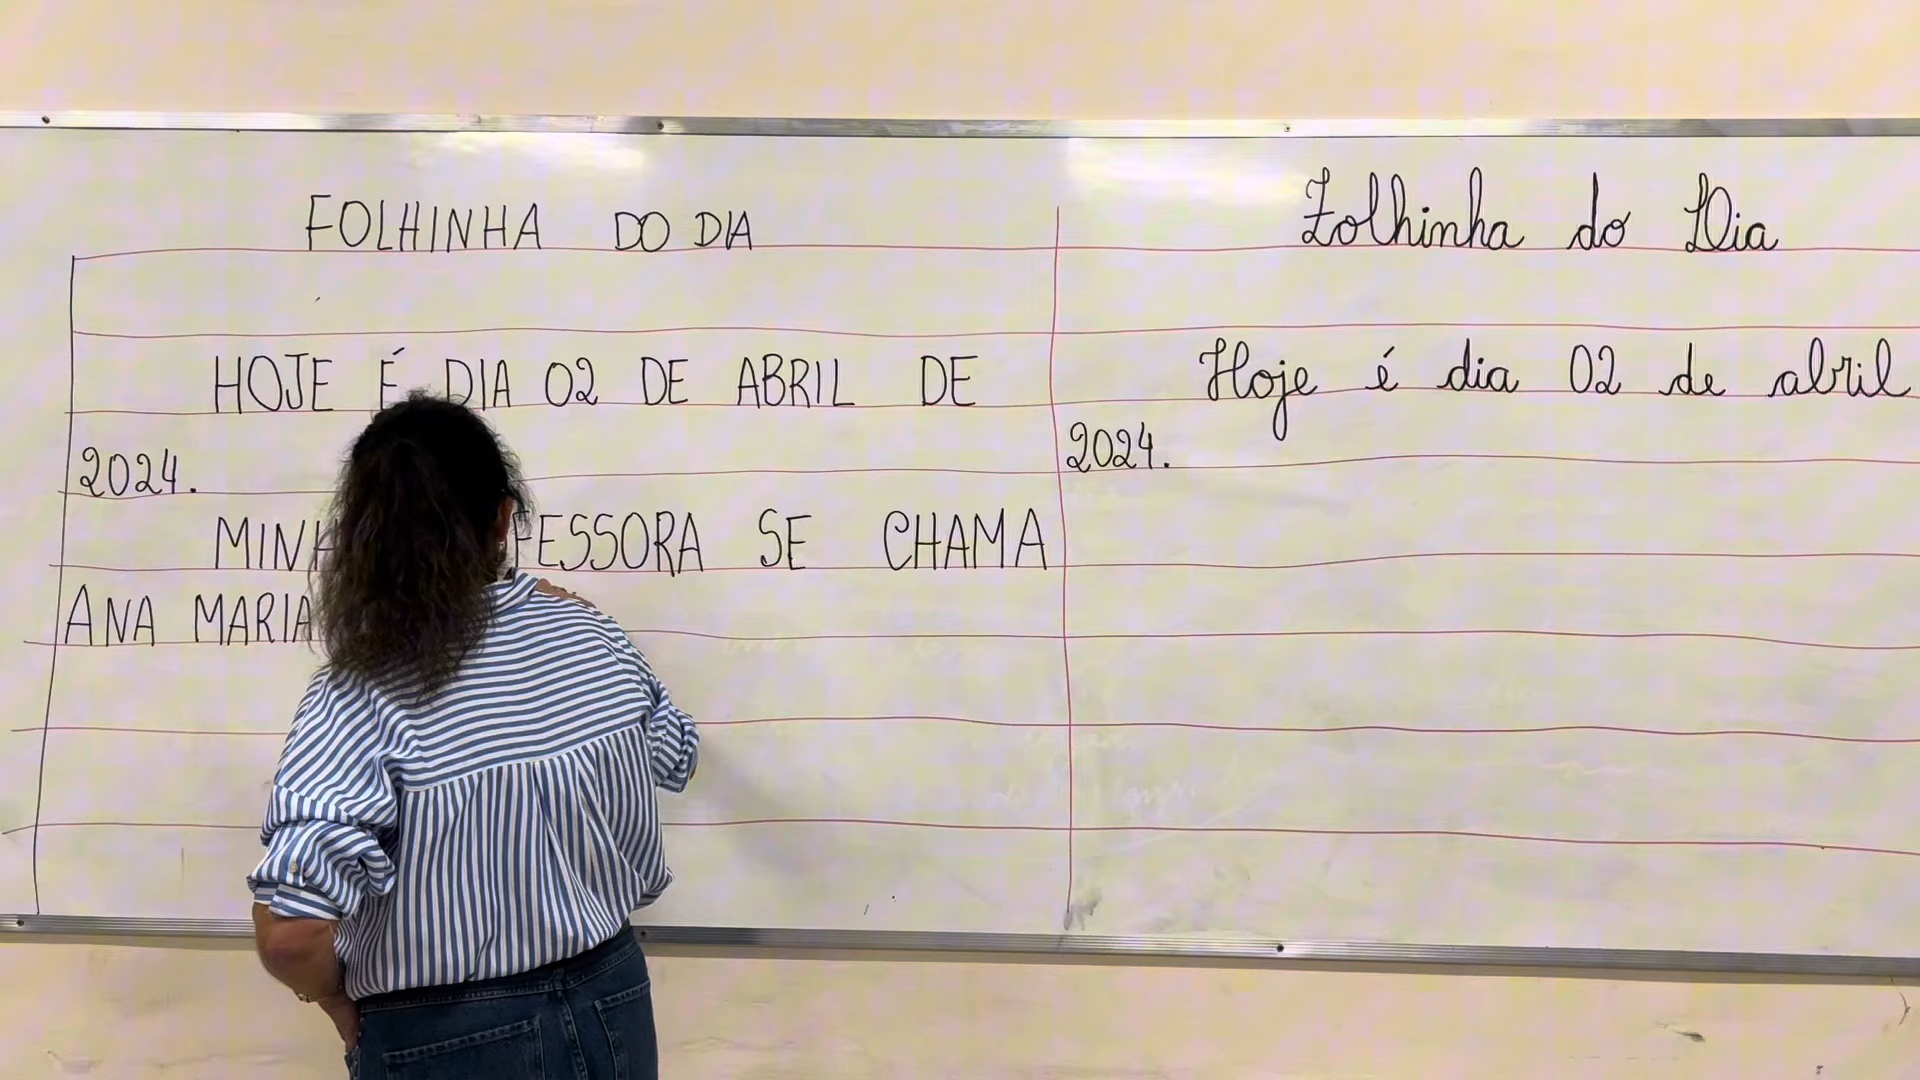 FOLHINHA DO DIA
HOJE É DIA 02 DE ABRIL DE
2024.
MINHA FESSORA SE CHAMA
ANA MARIA
Folhinha do Dia
Hoje é dia 02 de abril
2024.